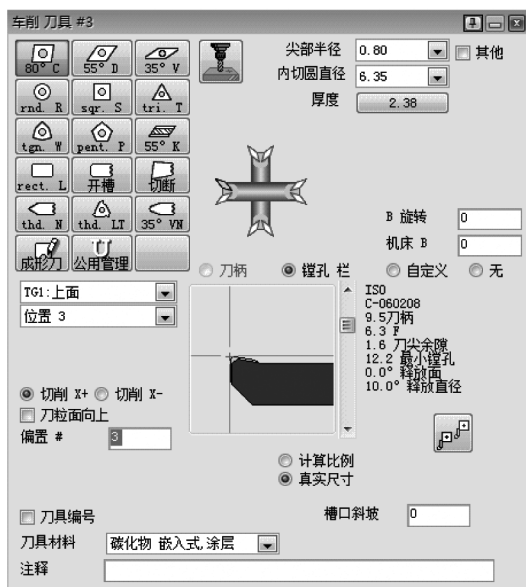 车削 刀具 #3
尖部半径 0.80 其他
内切圆直径 6.35
厚度 2.38
80° C 55° D 35° V
rnd. R sqr. S tri. T
tgn. W pent. P 55° K
rect. L 开槽 切断
thd. N thd. LT 35° VN
成形刀 公用管理
B 旋转 0
机床 B 0
刀柄 镗孔 栏 自定义 无
TG1:上面
位置 3
ISO
C-060208
9.5刀柄
6.3 F
1.6 刀尖余隙
12.2 最小镗孔
0.0° 释放面
10.0° 释放直径
切削 X+ 切削 X-
刀粒面向上
偏置 # 3
计算比例
真实尺寸
刀具编号
槽口斜坡 0
刀具材料 碳化物 嵌入式,涂层
注释